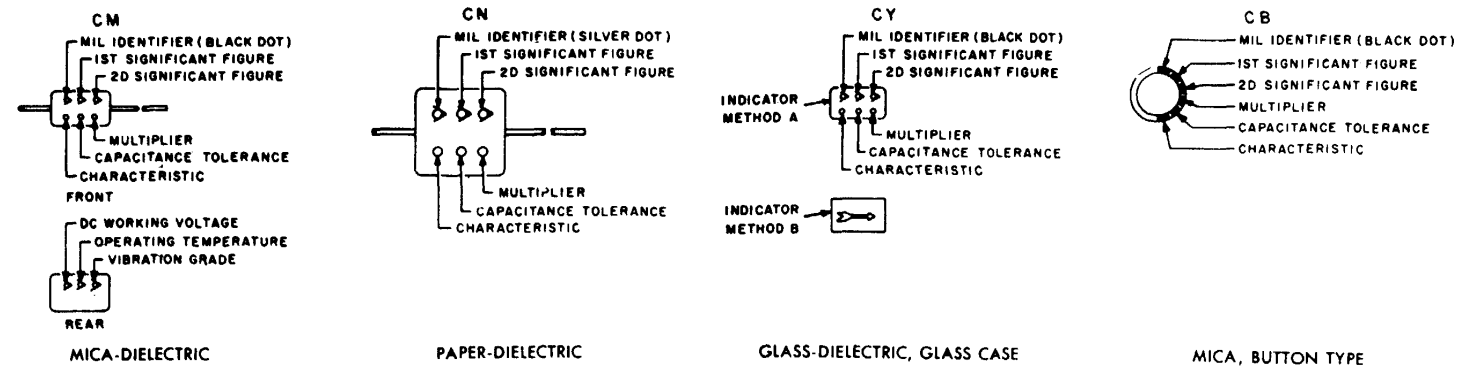 CM
MIL IDENTIFIER (BLACK DOT)
1ST SIGNIFICANT FIGURE
2D SIGNIFICANT FIGURE
MULTIPLIER
CAPACITANCE TOLERANCE
CHARACTERISTIC
FRONT
DC WORKING VOLTAGE
OPERATING TEMPERATURE
VIBRATION GRADE
REAR
MICA-DIELECTRIC
CN
MIL IDENTIFIER (SILVER DOT)
1ST SIGNIFICANT FIGURE
2D SIGNIFICANT FIGURE
MULTIPLIER
CAPACITANCE TOLERANCE
CHARACTERISTIC
PAPER-DIELECTRIC
CY
MIL IDENTIFIER (BLACK DOT)
1ST SIGNIFICANT FIGURE
2D SIGNIFICANT FIGURE
INDICATOR
METHOD A
MULTIPLIER
CAPACITANCE TOLERANCE
CHARACTERISTIC
INDICATOR
METHOD B
GLASS-DIELECTRIC, GLASS CASE
CB
MIL IDENTIFIER (BLACK DOT)
1ST SIGNIFICANT FIGURE
2D SIGNIFICANT FIGURE
MULTIPLIER
CAPACITANCE TOLERANCE
CHARACTERISTIC
MICA, BUTTON TYPE